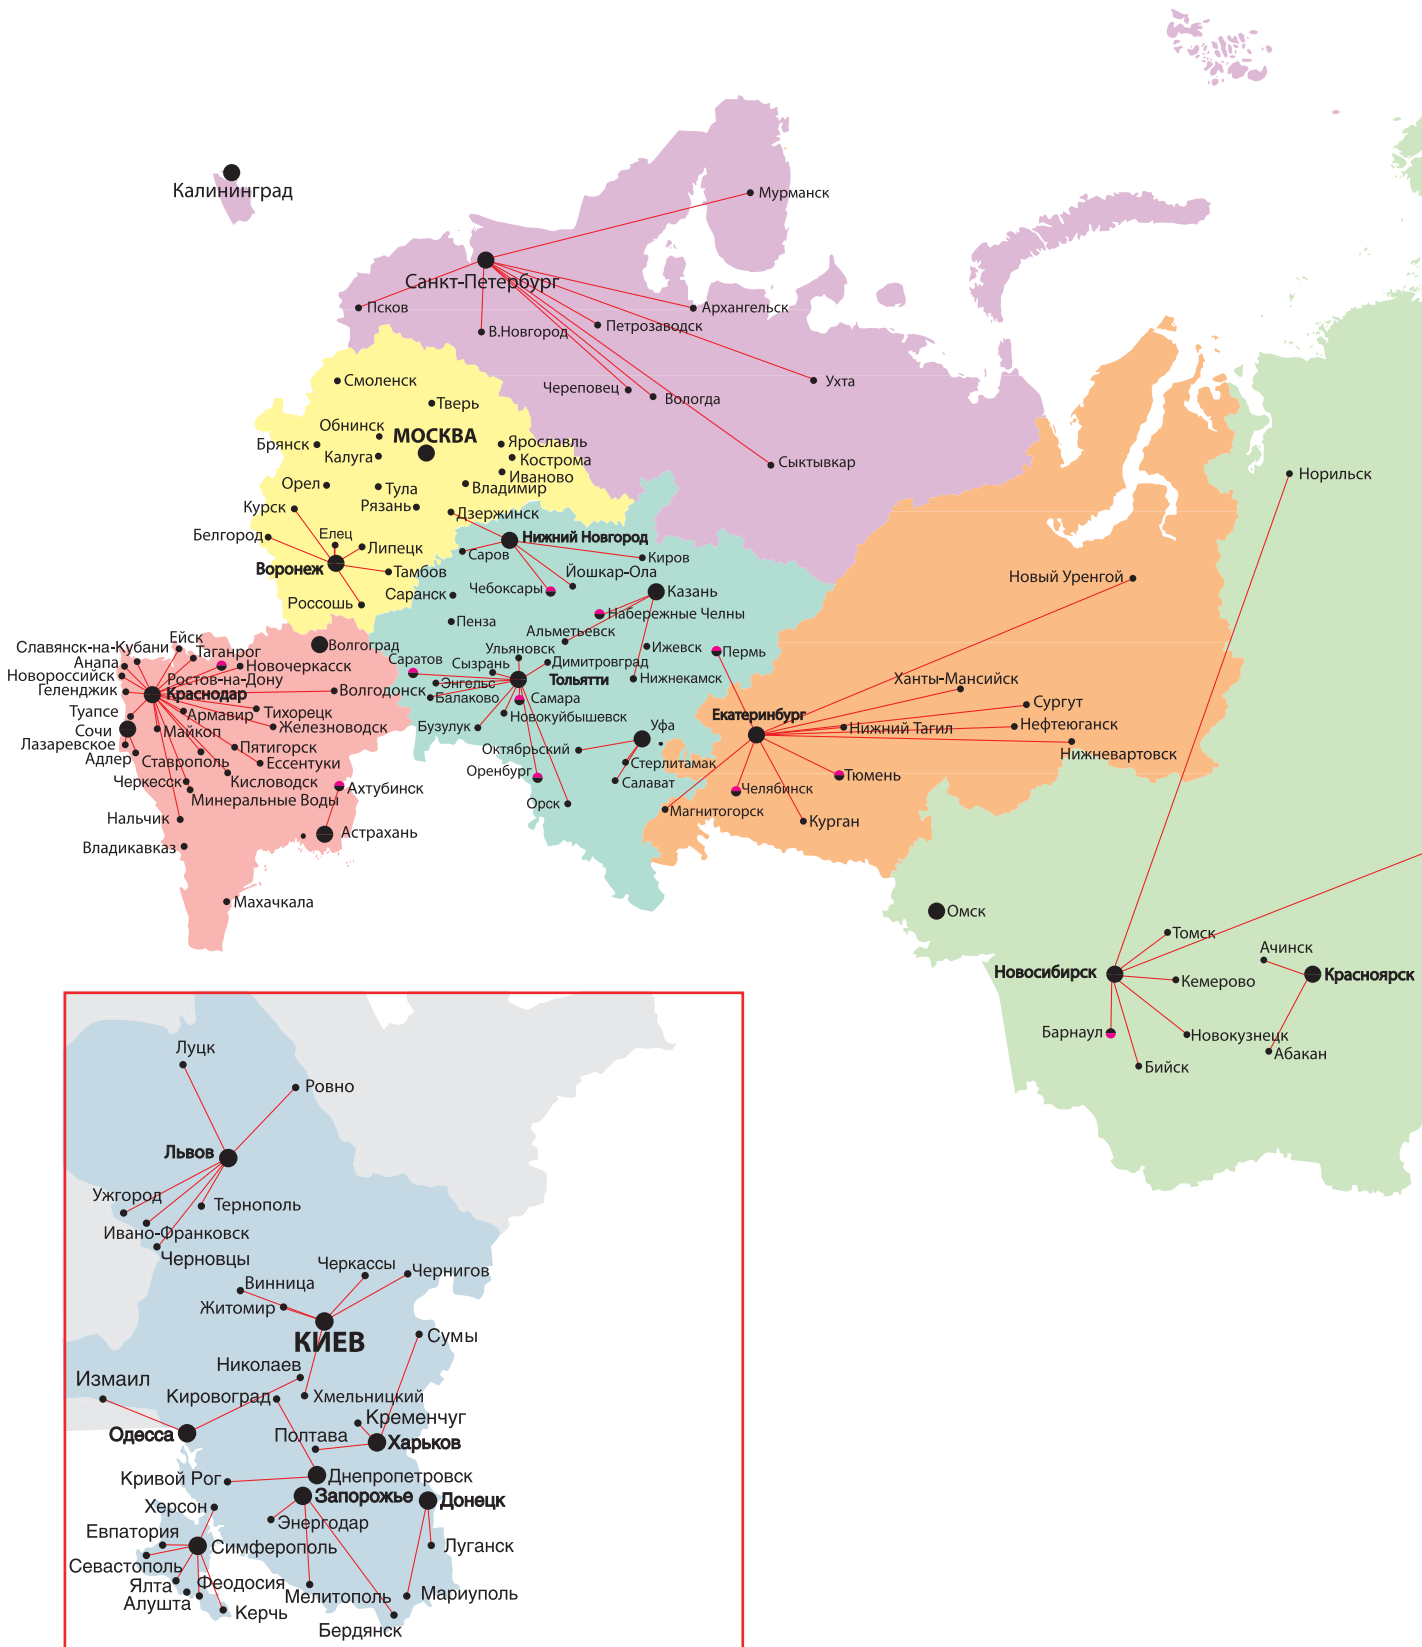 Калининград
Мурманск
Санкт-Петербург
Псков
Архангельск
В.Новгород
Петрозаводск
Череповец
Вологда
Ухта
Сыктывкар
Смоленск
Тверь
Обнинск
МОСКВА
Брянск
Калуга
Ярославль
Кострома
Иваново
Орел
Тула
Владимир
Рязань
Курск
Дзержинск
Белгород
Елец
Липецк
Воронеж
Тамбов
Россошь
Нижний Новгород
Саров
Киров
Йошкар-Ола
Чебоксары
Саранск
Казань
Набережные Челны
Пенза
Альметьевск
Ульяновск
Ижевск
Пермь
Саратов
Сызрань
Димитровград
Энгельс
Тольятти
Нижнекамск
Балаково
Самара
Новокуйбышевск
Бузулук
Уфа
Октябрьский
Стерлитамак
Оренбург
Салават
Орск
Норильск
Новый Уренгой
Ханты-Мансийск
Сургут
Екатеринбург
Нижний Тагил
Нефтеюганск
Нижневартовск
Тюмень
Челябинск
Магнитогорск
Курган
Волгоград
Ейск
Славянск-на-Кубани
Таганрог
Анапа
Новочеркасск
Новороссийск
Ростов-на-Дону
Геленджик
Краснодар
Волгодонск
Туапсе
Армавир
Тихорецк
Сочи
Майкоп
Железноводск
Лазаревское
Пятигорск
Адлер
Ставрополь
Ессентуки
Черкесск
Кисловодск
Минеральные Воды
Ахтубинск
Нальчик
Астрахань
Владикавказ
Махачкала
Омск
Томск
Ачинск
Новосибирск
Красноярск
Кемерово
Барнаул
Новокузнецк
Абакан
Бийск
Луцк
Ровно
Львов
Ужгород
Тернополь
Ивано-Франковск
Черновцы
Черкассы
Чернигов
Винница
Житомир
КИЕВ
Сумы
Николаев
Измаил
Кировоград
Хмельницкий
Кременчуг
Одесса
Полтава
Харьков
Кривой Рог
Днепропетровск
Запорожье
Донецк
Херсон
Энергодар
Евпатория
Симферополь
Луганск
Севастополь
Ялта
Феодосия
Алушта
Мелитополь
Мариуполь
Керчь
Бердянск